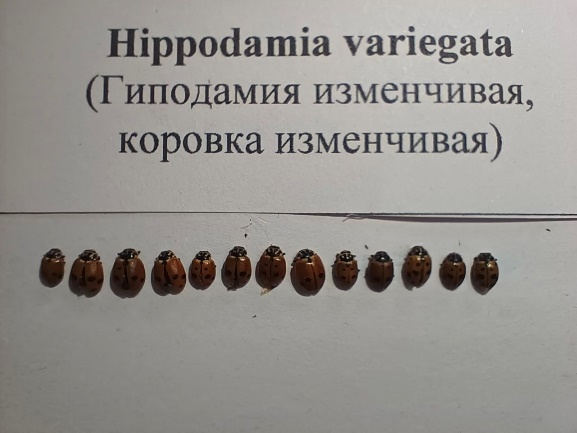 Hippodamia variegata
(Гиподамия изменчивая,
коровка изменчивая)